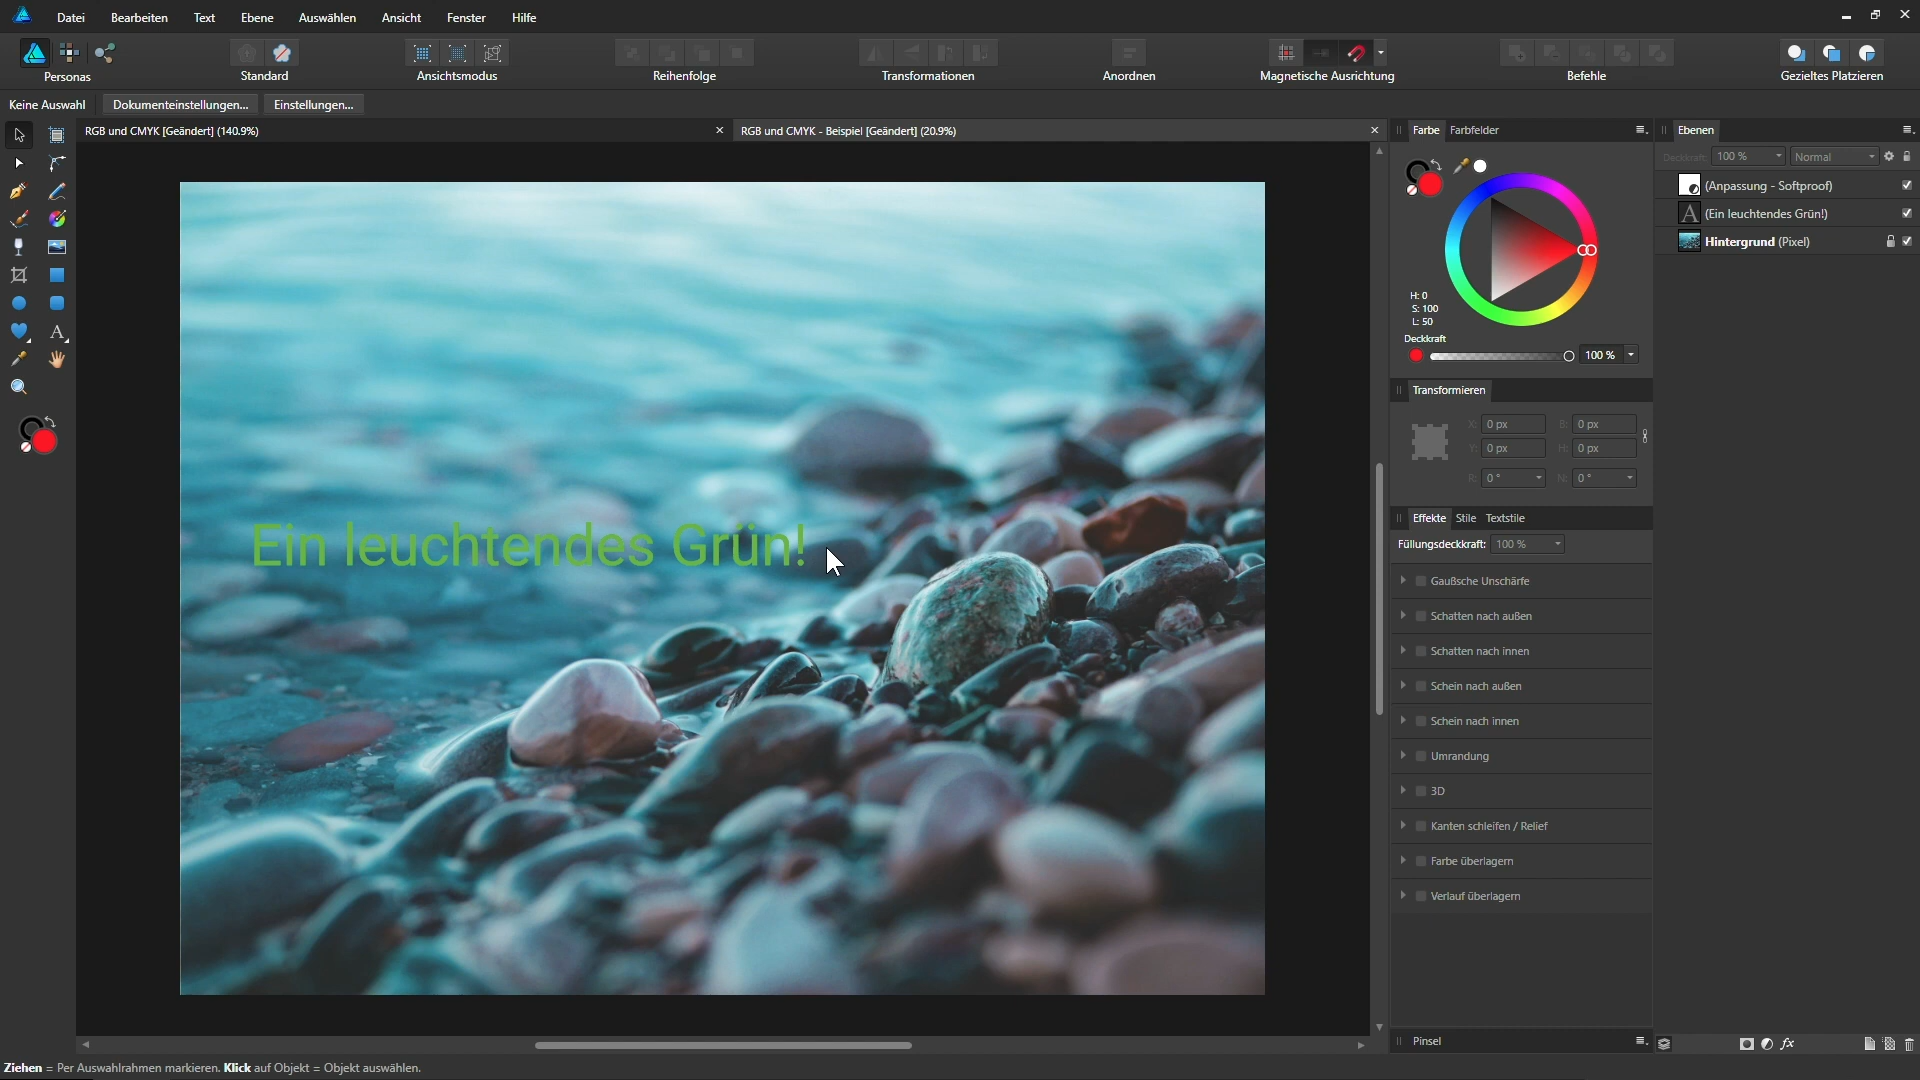 Datei Bearbeiten Text Ebene Auswählen Ansicht Fenster Hilfe
Personas Standard Ansichtsmodus Reihenfolge Transformationen Anordnen Magnetische Ausrichtung Befehle Gezieltes Platzieren
Keine Auswahl Dokumenteinstellungen... Einstellungen...
RGB und CMYK [Geändert] (140.9%) RGB und CMYK - Beispiel [Geändert] (20.9%)
Farbe Farbfelder
H: 0
S: 100
L: 50
Deckkraft
100 %
Transformieren
X: 0 px B: 0 px
Y: 0 px H: 0 px
R: 0 ° N: 0 °
Effekte Stile Textstile
Füllungsdeckkraft: 100 %
Gaußsche Unschärfe
Schatten nach außen
Schatten nach innen
Schein nach außen
Schein nach innen
Umrandung
3D
Kanten schleifen / Relief
Farbe überlagern
Verlauf überlagern
Pinsel
Ebenen
Deckkraft: 100 % Normal
(Anpassung - Softproof)
(Ein leuchtendes Grün!)
Hintergrund (Pixel)
Ein leuchtendes Grün!
Ziehen = Per Auswahlrahmen markieren. Klick auf Objekt = Objekt auswählen.